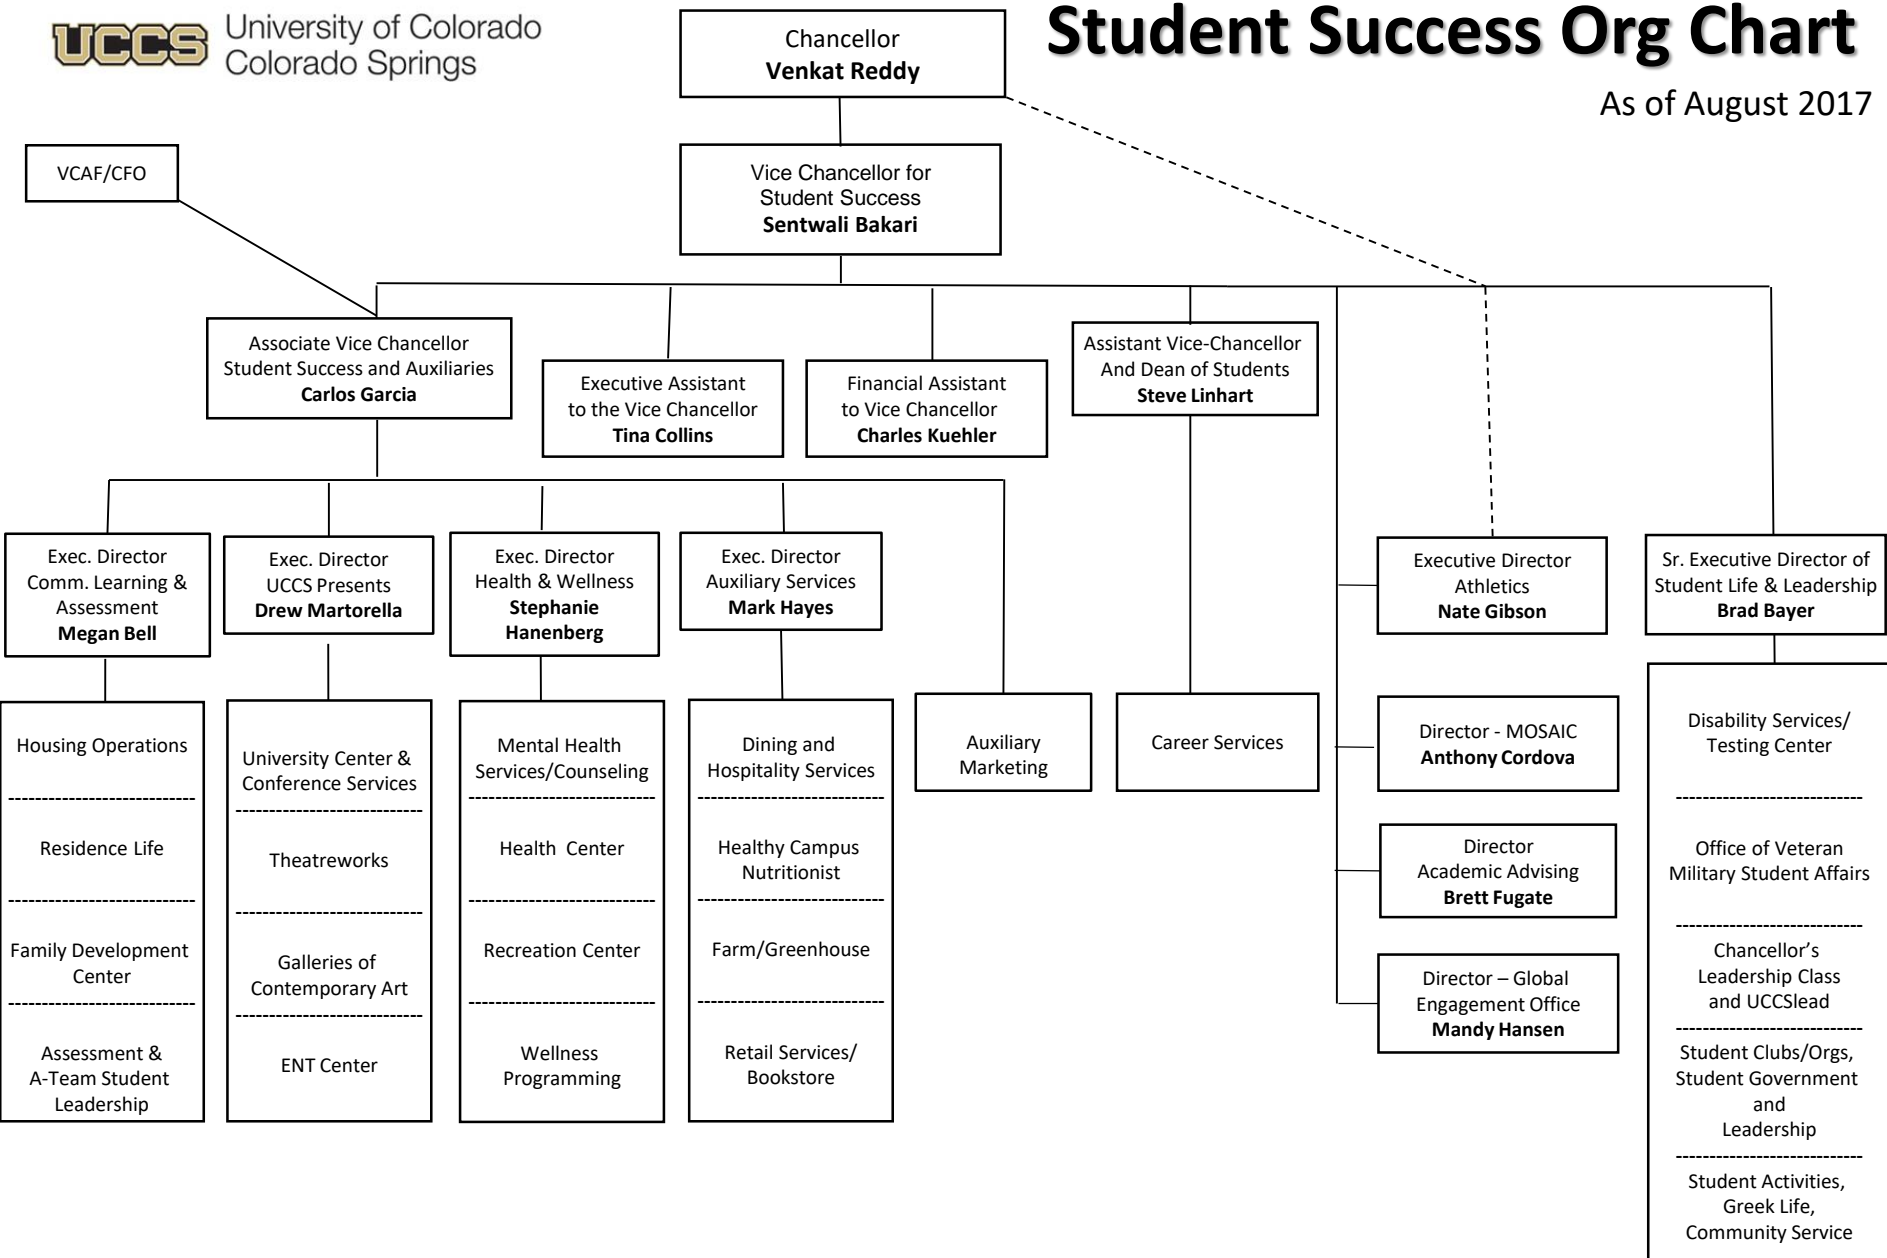 UCCS
University of Colorado
Colorado Springs
Chancellor
Venkat Reddy
Student Success Org Chart
As of August 2017
VCAF/CFO
Vice Chancellor for
Student Success
Sentwali Bakari
Associate Vice Chancellor
Student Success and Auxiliaries
Carlos Garcia
Executive Assistant
to the Vice Chancellor
Tina Collins
Financial Assistant
to Vice Chancellor
Charles Kuehler
Assistant Vice-Chancellor
And Dean of Students
Steve Linhart
Exec. Director
Comm. Learning &
Assessment
Megan Bell
Exec. Director
UCCS Presents
Drew Martorella
Exec. Director
Health & Wellness
Stephanie
Hanenberg
Exec. Director
Auxiliary Services
Mark Hayes
Executive Director
Athletics
Nate Gibson
Sr. Executive Director of
Student Life & Leadership
Brad Bayer
Housing Operations
----------------------------
Residence Life
----------------------------
Family Development
Center
----------------------------
Assessment &
A-Team Student
Leadership
University Center &
Conference Services
----------------------------
Theatreworks
----------------------------
Galleries of
Contemporary Art
----------------------------
ENT Center
Mental Health
Services/Counseling
----------------------------
Health Center
----------------------------
Recreation Center
----------------------------
Wellness
Programming
Dining and
Hospitality Services
----------------------------
Healthy Campus
Nutritionist
----------------------------
Farm/Greenhouse
----------------------------
Retail Services/
Bookstore
Auxiliary
Marketing
Career Services
Director - MOSAIC
Anthony Cordova
Director
Academic Advising
Brett Fugate
Director – Global
Engagement Office
Mandy Hansen
Disability Services/
Testing Center
----------------------------
Office of Veteran
Military Student Affairs
----------------------------
Chancellor’s
Leadership Class
and UCCSlead
----------------------------
Student Clubs/Orgs,
Student Government
and
Leadership
----------------------------
Student Activities,
Greek Life,
Community Service